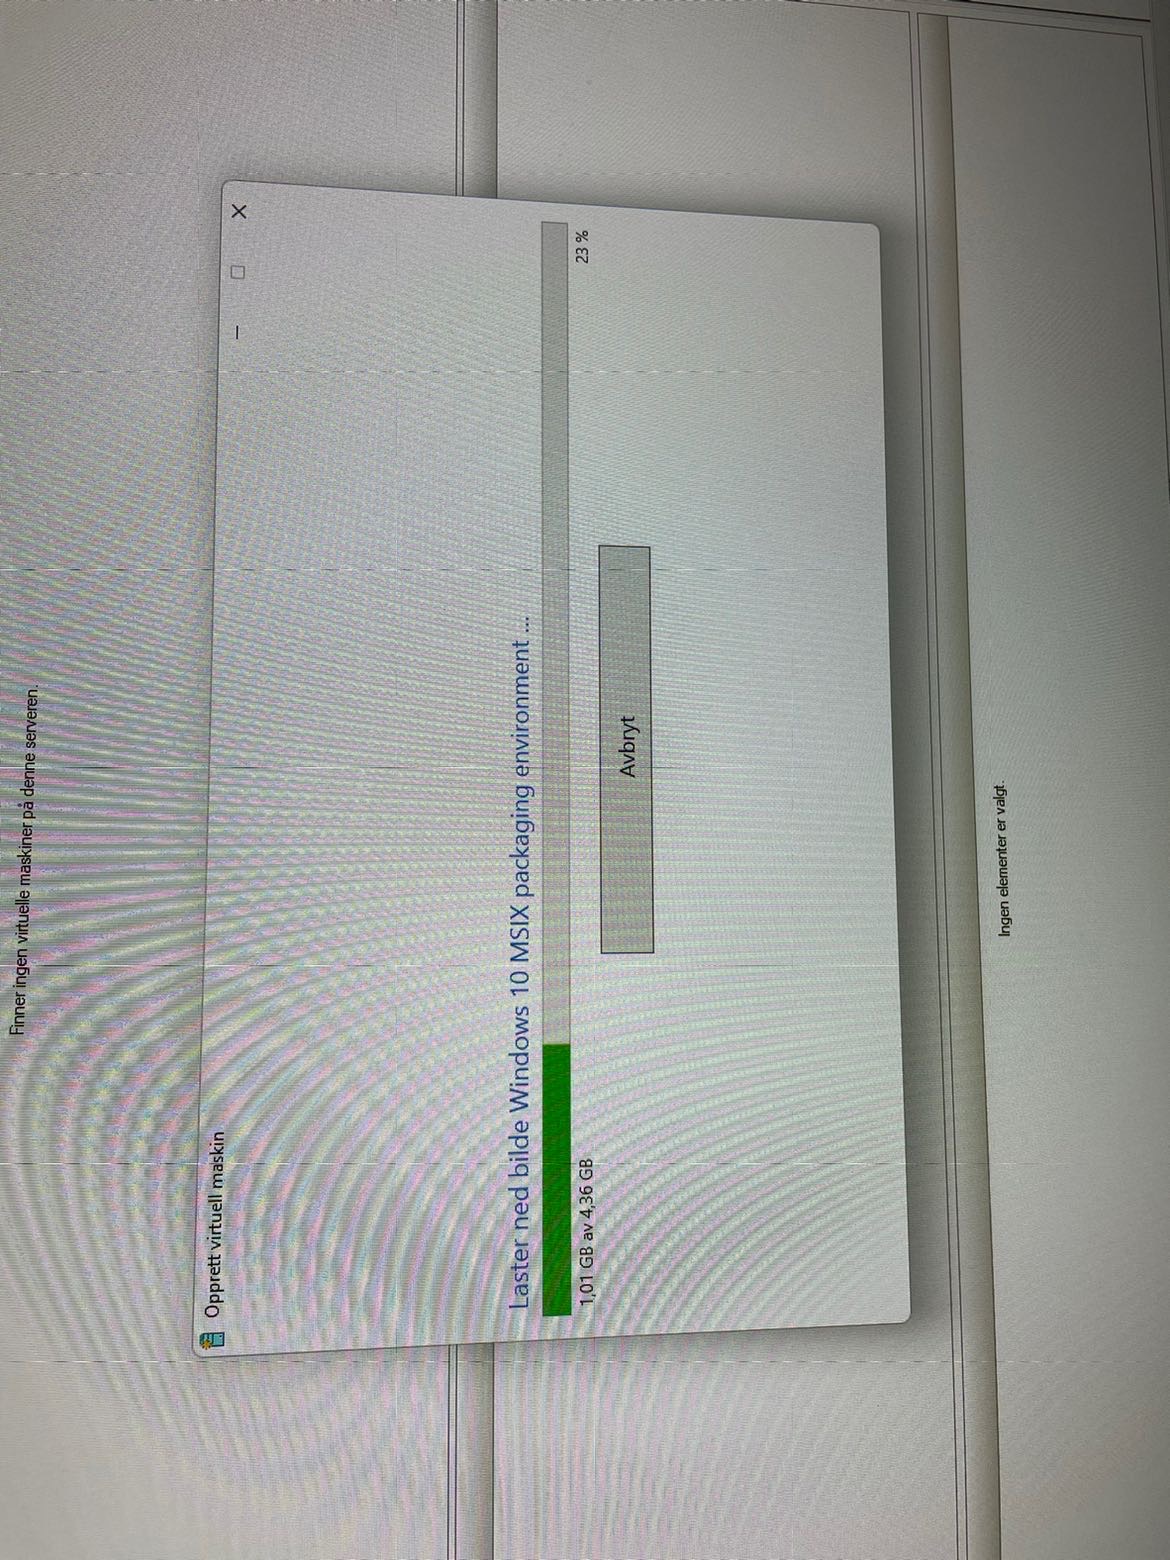 Finner ingen virtuelle maskiner på denne serveren.
Opprett virtuell maskin
Laster ned bilde Windows 10 MSIX packaging environment ...
1,01 GB av 4,36 GB
23 %
Avbryt
Ingen elementer er valgt.